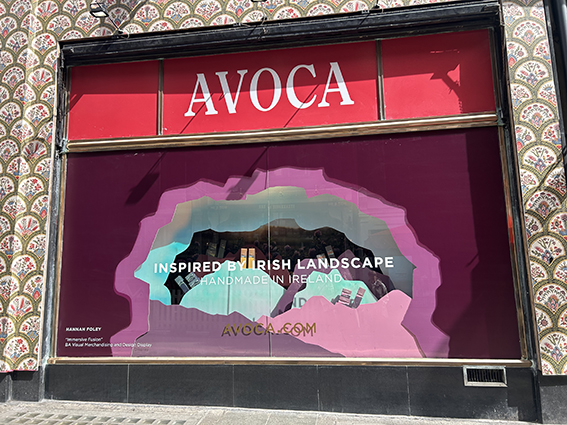 AVOCA
INSPIRED BY IRISH LANDSCAPE
HANDMADE IN IRELAND
AVOCA.COM
HANNAH FOLEY
"Immersive Fusion"
BA Visual Merchandising and Design Display